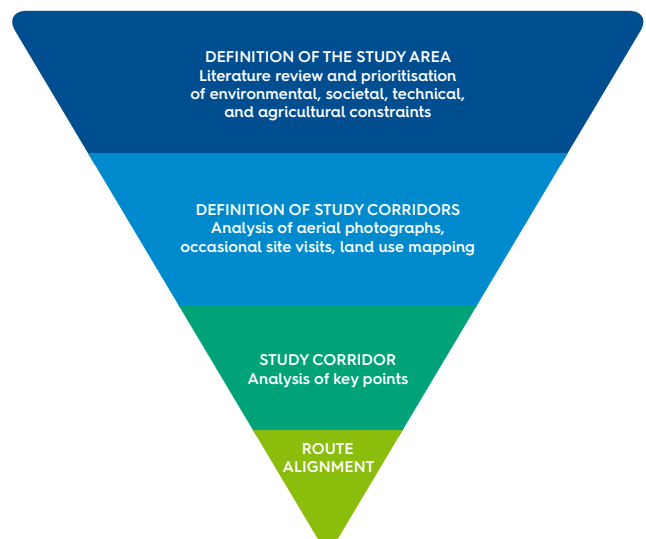 DEFINITION OF THE STUDY AREA
Literature review and prioritisation
of environmental, societal, technical,
and agricultural constraints
DEFINITION OF STUDY CORRIDORS
Analysis of aerial photographs,
occasional site visits, land use mapping
STUDY CORRIDOR
Analysis of key points
ROUTE
ALIGNMENT